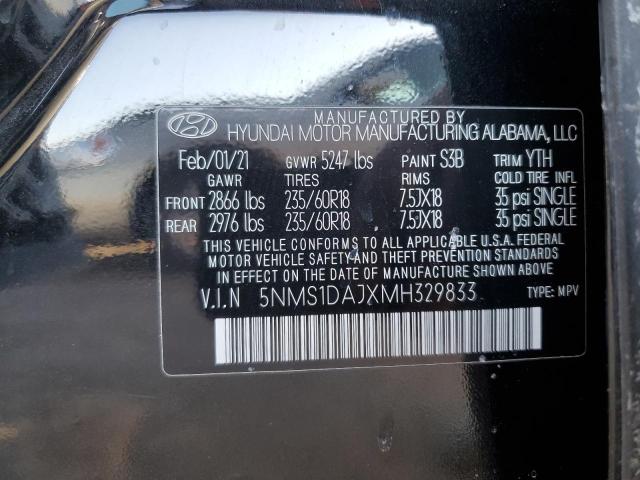 MANUFACTURED BY
HYUNDAI MOTOR MANUFACTURING ALABAMA, LLC
Feb/01/21 GVWR 5247 lbs PAINT S3B TRIM YTH
GAWR TIRES RIMS COLD TIRE INFL
FRONT 2866 lbs 235/60R18 7.5JX18 35 psi SINGLE
REAR 2976 lbs 235/60R18 7.5JX18 35 psi SINGLE
THIS VEHICLE CONFORMS TO ALL APPLICABLE U.S.A. FEDERAL
MOTOR VEHICLE SAFETY AND THEFT PREVENTION STANDARDS
IN EFFECT ON THE DATE OF MANUFACTURE SHOWN ABOVE.
V.I.N 5NMS1DAJXMH329833 TYPE: MPV